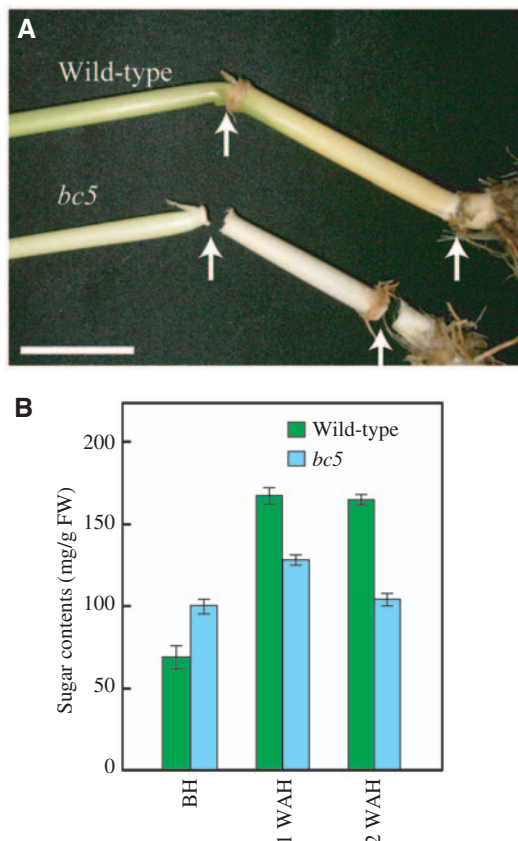 A
Wild-type
bc5
B
Wild-type
bc5
Sugar contents (mg/g FW)
200
150
100
50
0
BH
1 WAH
2 WAH